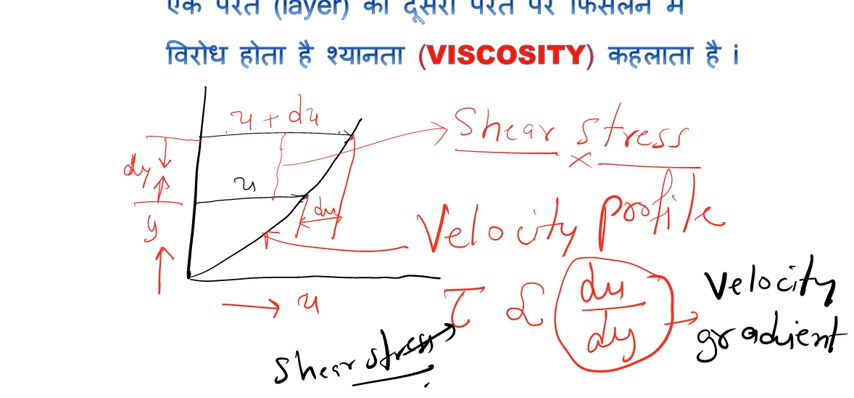 एक परत (layer) का दूसरी परत पर फिसलने में
विरोध होता है श्यानता (VISCOSITY) कहलाता है i
u + du
Shear stress
dy
u
du
y
Velocity profile
u
τ ∝ du/dy
Velocity
gradient
Shear stress